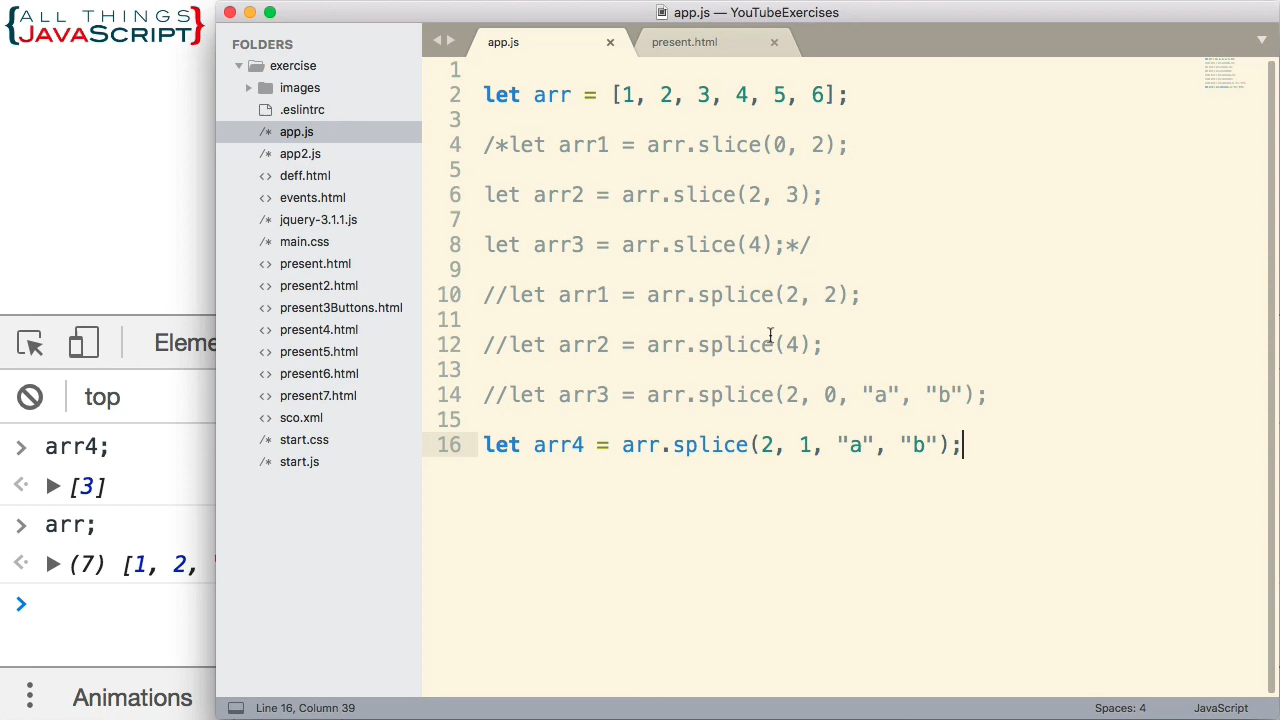 {ALL THINGS
JAVASCRIPT}
app.js — YouTubeExercises
FOLDERS
exercise
images
.eslintrc
/* app.js
/* app2.js
<> deff.html
<> events.html
/* jquery-3.1.1.js
/* main.css
<> present.html
<> present2.html
<> present3Buttons.html
<> present4.html
<> present5.html
<> present6.html
<> present7.html
<> sco.xml
/* start.css
/* start.js
app.js ×
present.html ×
1
2 let arr = [1, 2, 3, 4, 5, 6];
3
4 /*let arr1 = arr.slice(0, 2);
5
6 let arr2 = arr.slice(2, 3);
7
8 let arr3 = arr.slice(4);*/
9
10 //let arr1 = arr.splice(2, 2);
11
12 //let arr2 = arr.splice(4);
13
14 //let arr3 = arr.splice(2, 0, "a", "b");
15
16 let arr4 = arr.splice(2, 1, "a", "b");
Eleme
top
> arr4;
[3]
> arr;
(7) [1, 2, "
>
Animations
Line 16, Column 39
Spaces: 4
JavaScript